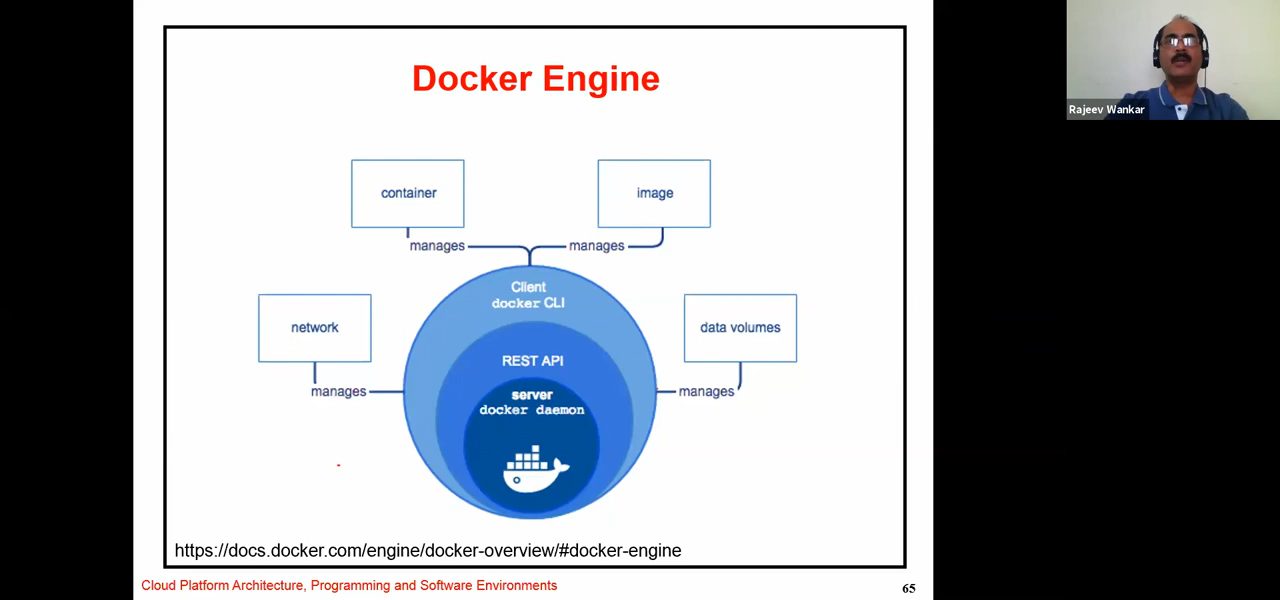 Docker Engine
Rajeev Wankar
container
image
manages
manages
Client
docker CLI
network
data volumes
REST API
manages
manages
server
docker daemon
https://docs.docker.com/engine/docker-overview/#docker-engine
Cloud Platform Architecture, Programming and Software Environments
65